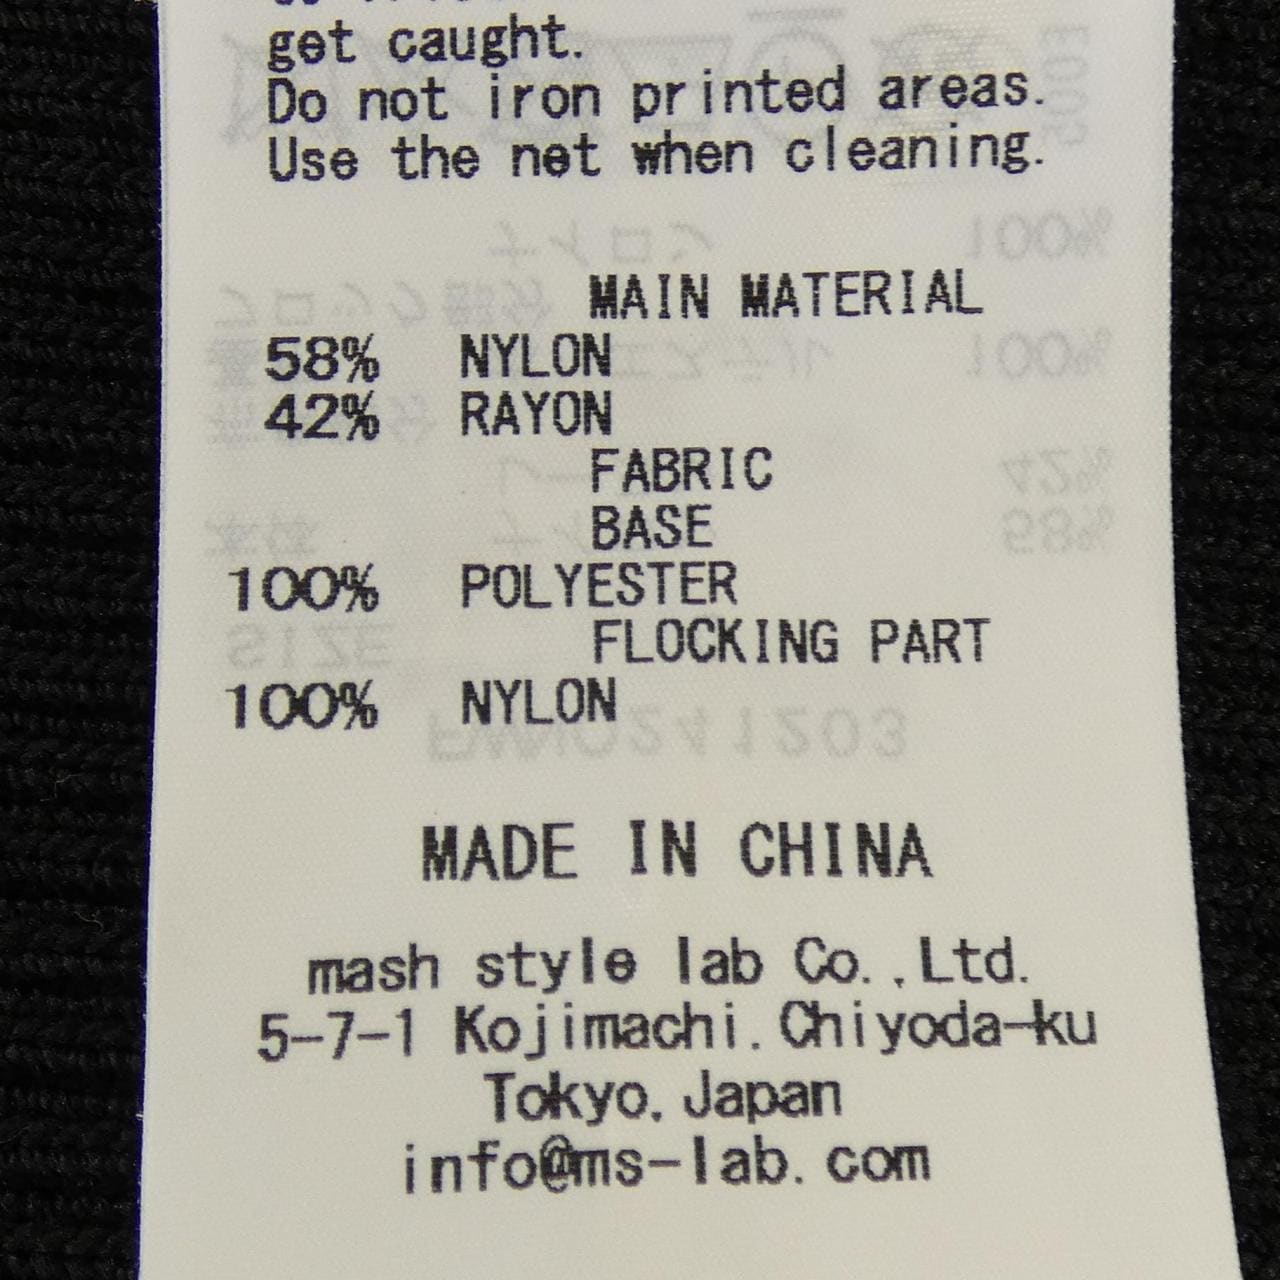 get caught.
Do not iron printed areas.
Use the net when cleaning.
MAIN MATERIAL
58% NYLON
42% RAYON
FABRIC
BASE
100% POLYESTER
FLOCKING PART
100% NYLON
MADE IN CHINA
mash style lab Co.,Ltd.
5-7-1 Kojimachi.Chiyoda-ku
Tokyo.Japan
info@ms-lab.com